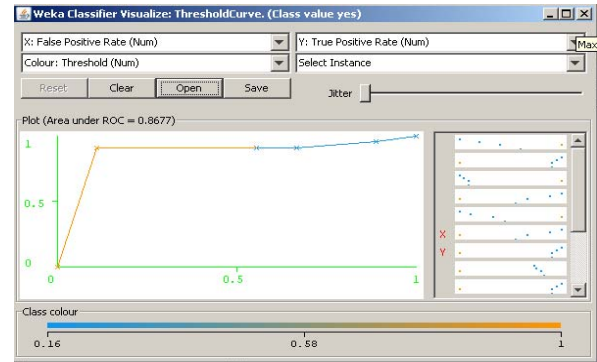 Weka Classifier Visualize: ThresholdCurve. (Class value yes)
X: False Positive Rate (Num)
Y: True Positive Rate (Num)
Max
Colour: Threshold (Num)
Select Instance
Reset Clear Open Save
Jitter
Plot (Area under ROC = 0.8677)
1
0.5
0
0 0.5 1
X
Y
Class colour
0.16 0.58 1